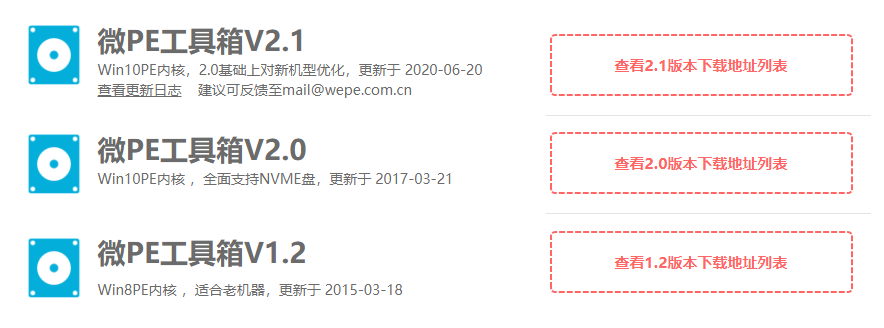 微PE工具箱V2.1
Win10PE内核，2.0基础上对新机型优化，更新于 2020-06-20
查看更新日志 建议可反馈至mail@wepe.com.cn
查看2.1版本下载地址列表
微PE工具箱V2.0
Win10PE内核 ，全面支持NVME盘，更新于 2017-03-21
查看2.0版本下载地址列表
微PE工具箱V1.2
Win8PE内核 ，适合老机器，更新于 2015-03-18
查看1.2版本下载地址列表